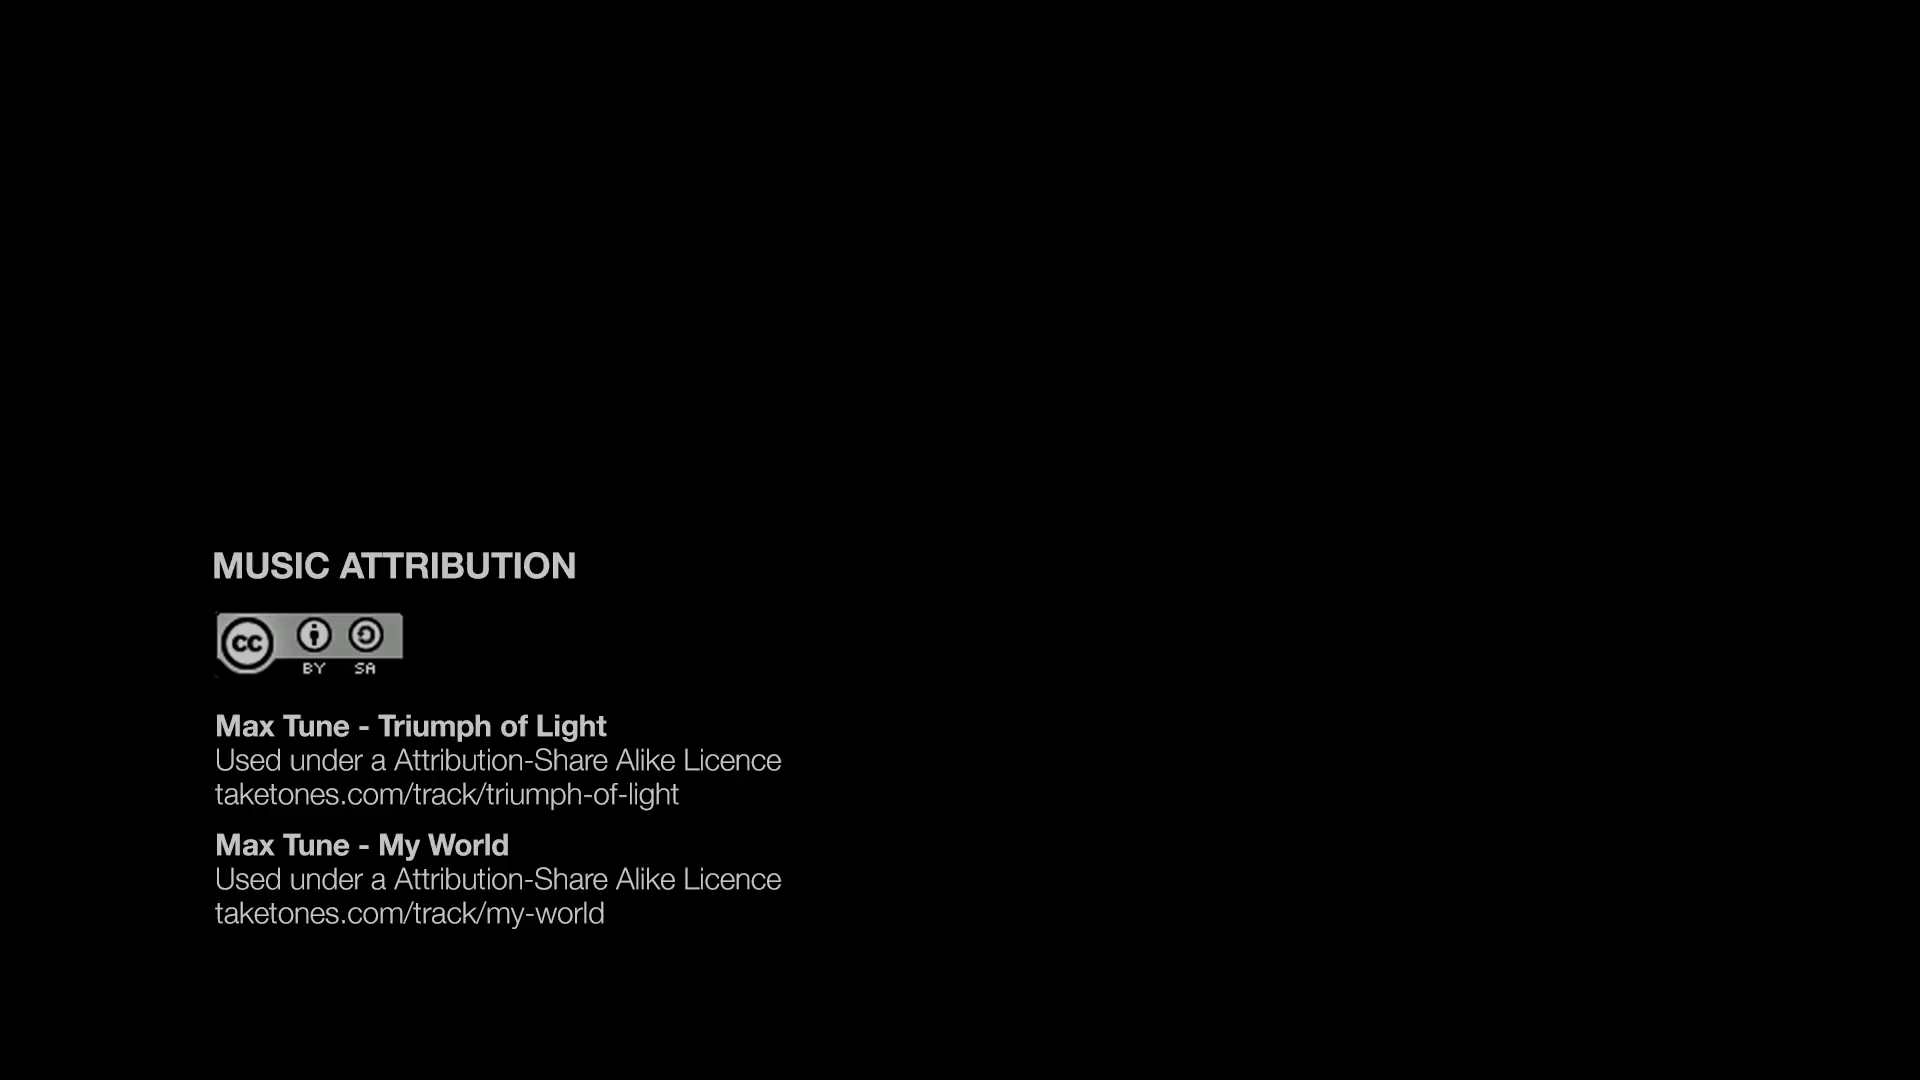 MUSIC ATTRIBUTION
cc
BY SA
Max Tune - Triumph of Light
Used under a Attribution-Share Alike Licence
taketones.com/track/triumph-of-light
Max Tune - My World
Used under a Attribution-Share Alike Licence
taketones.com/track/my-world